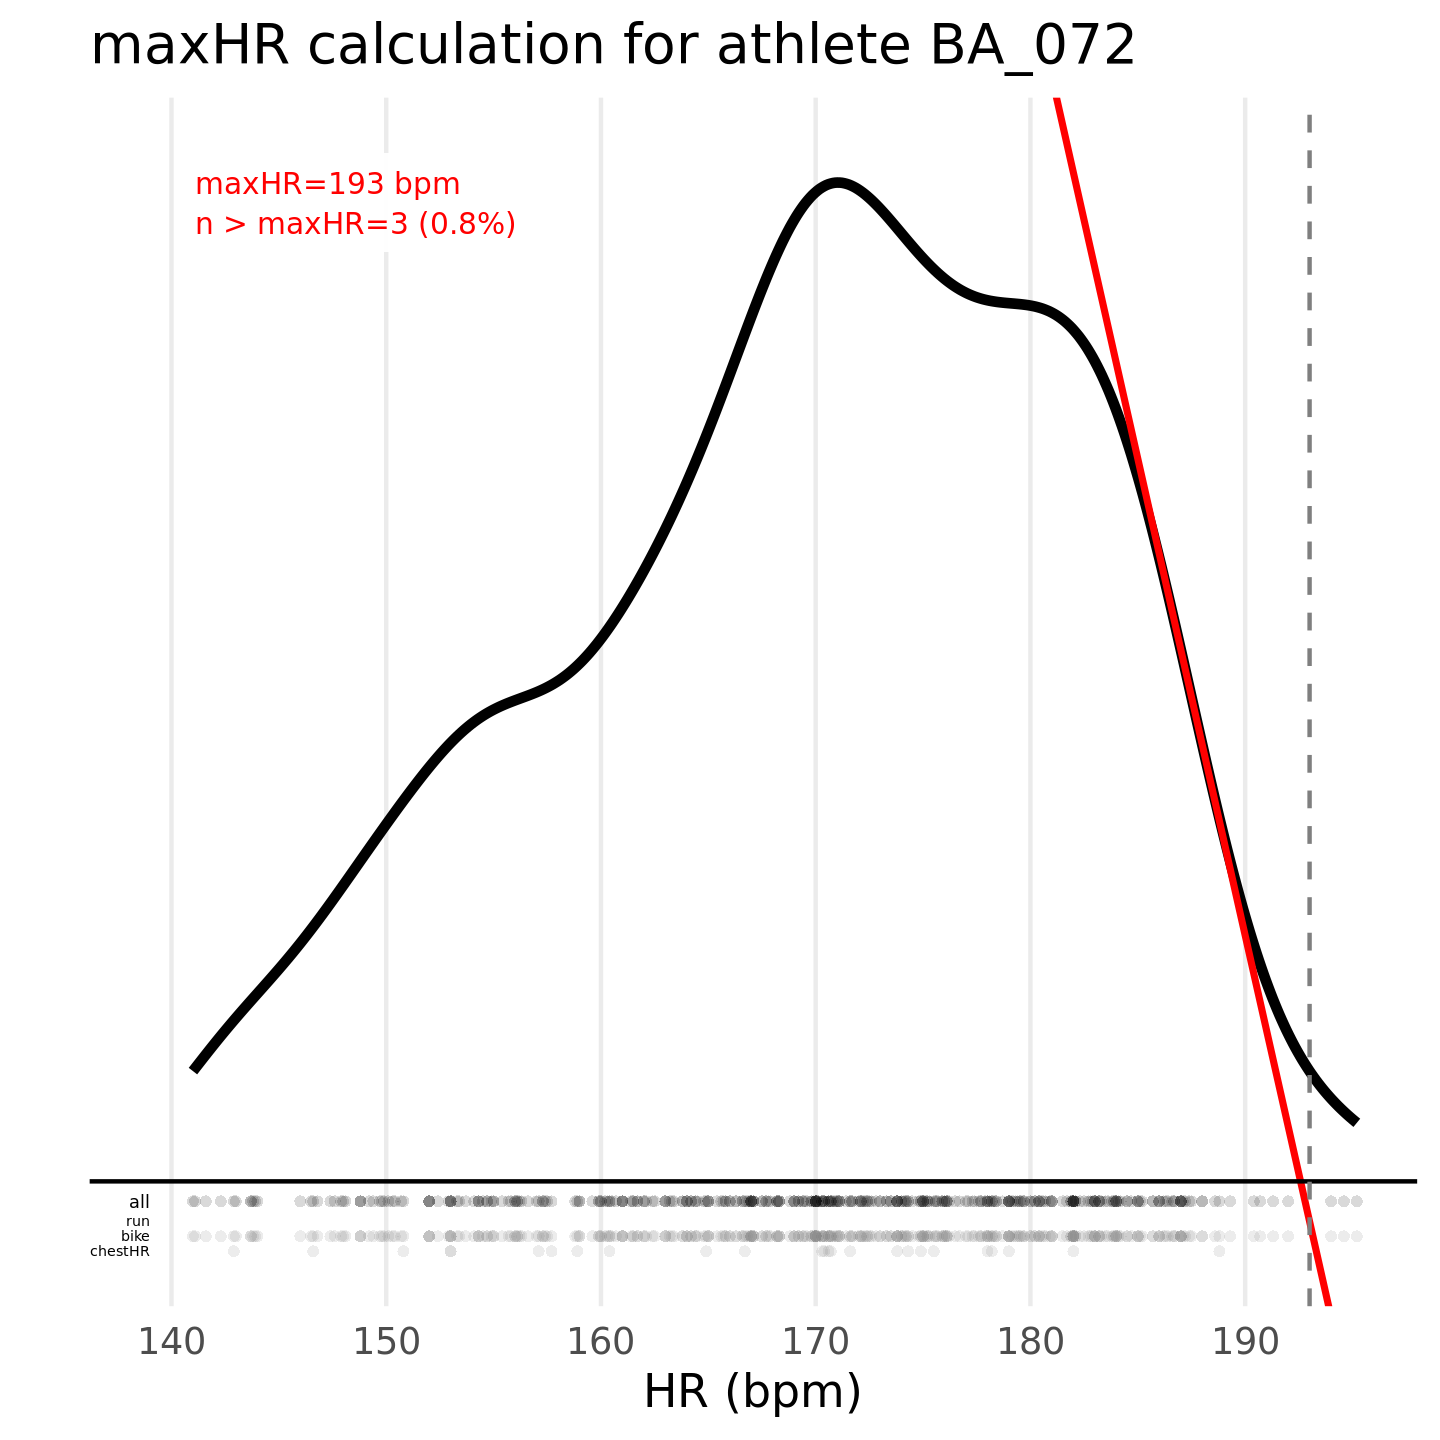 maxHR calculation for athlete BA_072
maxHR=193 bpm
n > maxHR=3 (0.8%)
all
run
bike
chestHR
140 150 160 170 180 190
HR (bpm)